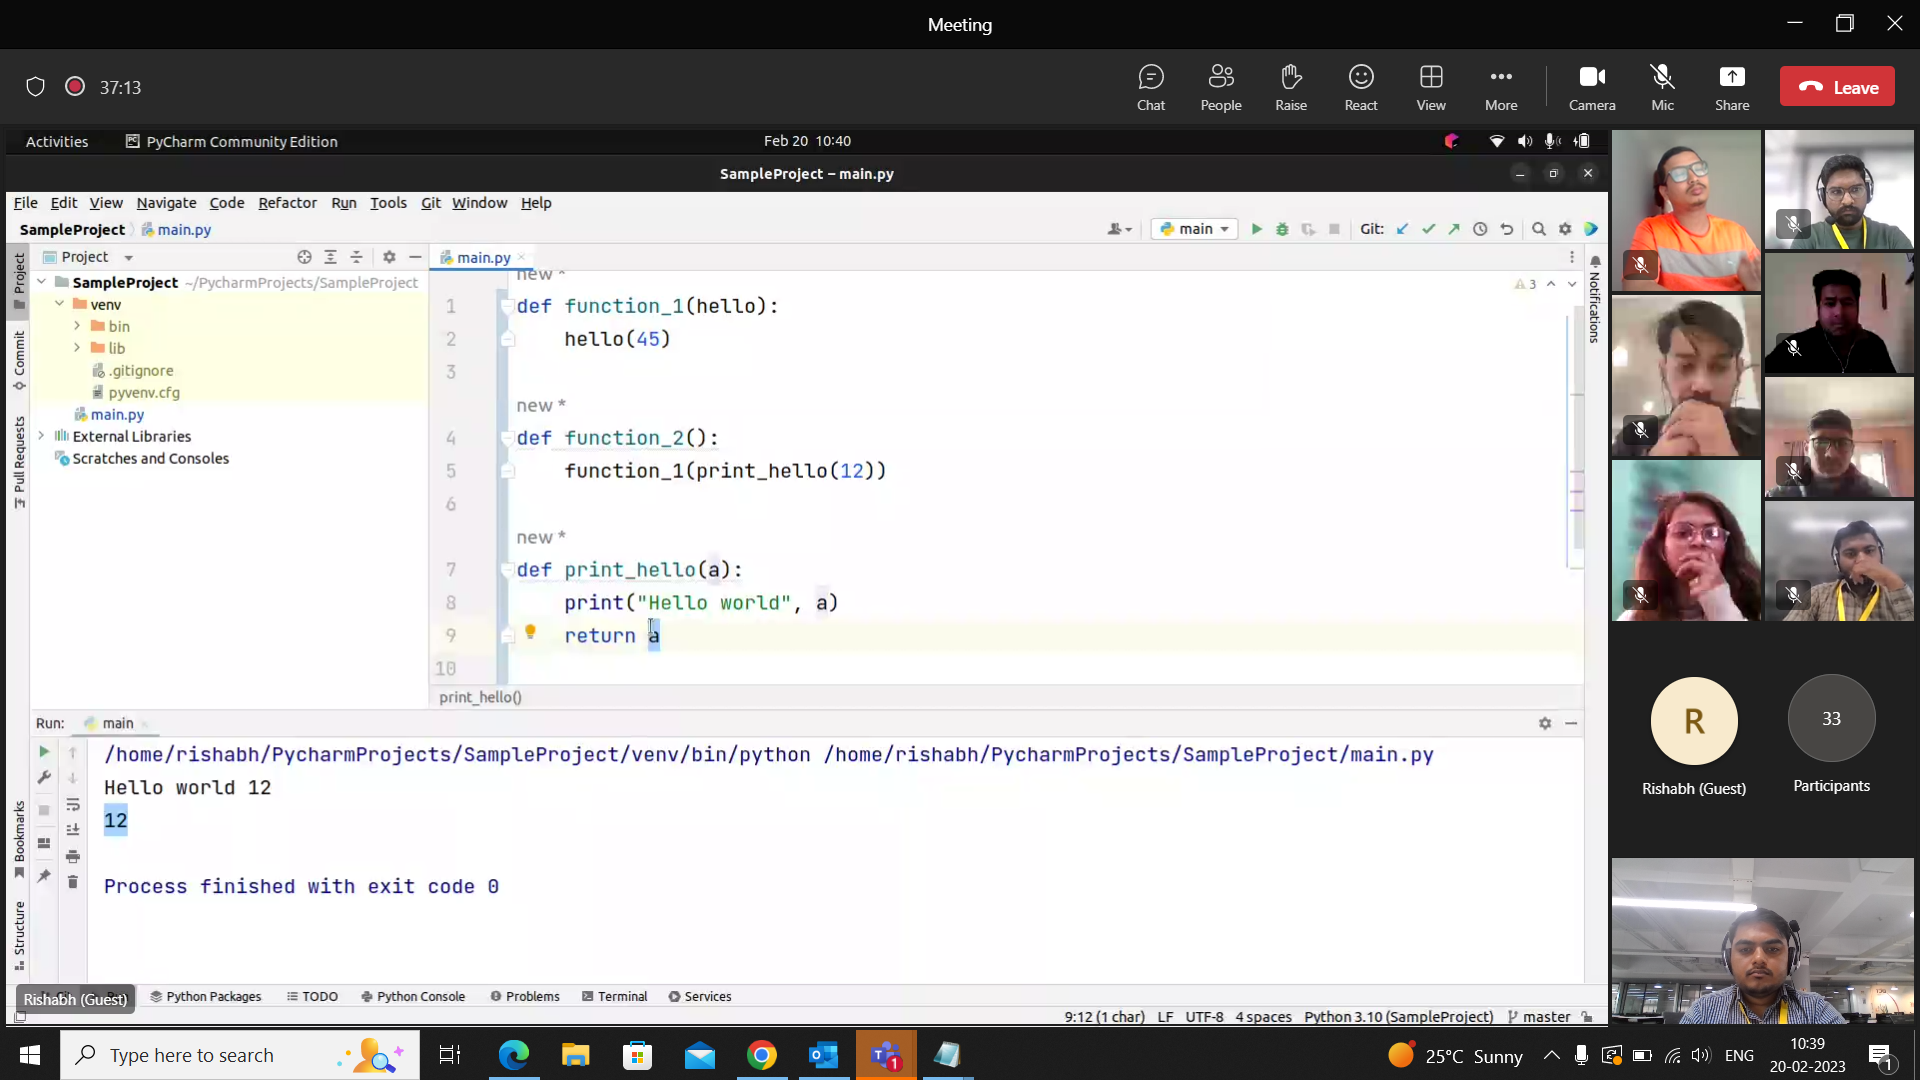 Meeting
37:13
Chat
People
Raise
React
View
More
Camera
Mic
Share
Leave
Activities
PyCharm Community Edition
Feb 20 10:40
SampleProject – main.py
File Edit View Navigate Code Refactor Run Tools Git Window Help
SampleProject main.py
main
Git:
Project
main.py
SampleProject ~/PycharmProjects/SampleProject
venv
bin
lib
.gitignore
pyvenv.cfg
main.py
External Libraries
Scratches and Consoles
Project
Commit
Pull Requests
Bookmarks
Structure
Notifications
3
new *
1 def function_1(hello):
2 hello(45)
3
new *
4 def function_2():
5 function_1(print_hello(12))
6
new *
7 def print_hello(a):
8 print("Hello world", a)
9 return a
10
print_hello()
Run: main
/home/rishabh/PycharmProjects/SampleProject/venv/bin/python /home/rishabh/PycharmProjects/SampleProject/main.py
Hello world 12
12
Process finished with exit code 0
Rishabh (Guest)
Python Packages
TODO
Python Console
Problems
Terminal
Services
9:12 (1 char) LF UTF-8 4 spaces Python 3.10 (SampleProject) master
R
Rishabh (Guest)
33
Participants
Type here to search
1
25°C Sunny
ENG
10:39
20-02-2023
1